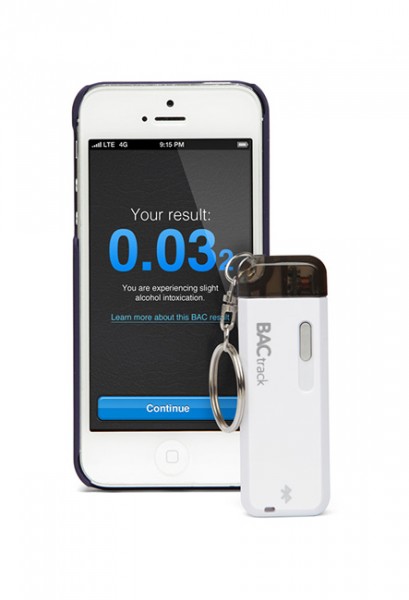 LTE 4G 9:15 PM
Your result:
0.032
You are experiencing slight
alcohol intoxication.
Learn more about this BAC result
Continue
BACtrack